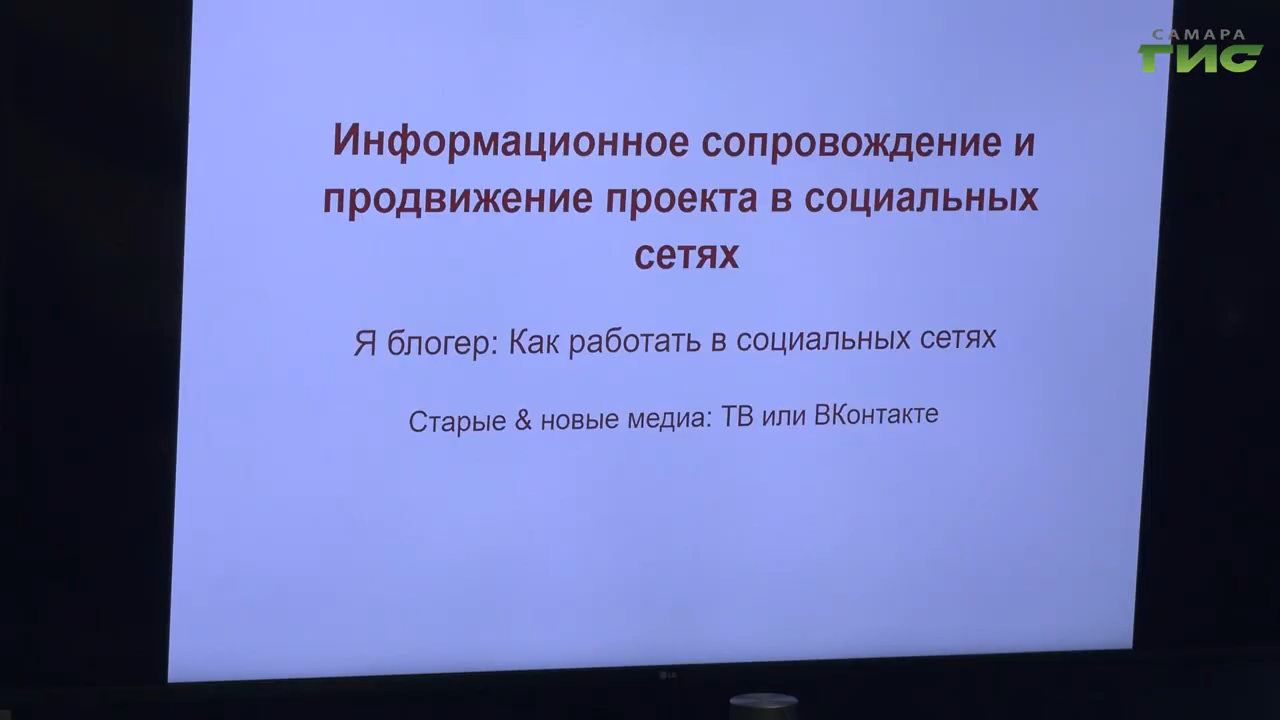 САМАРА
ГИС
Информационное сопровождение и
продвижение проекта в социальных
сетях
Я блогер: Как работать в социальных сетях
Старые & новые медиа: ТВ или ВКонтакте
LG